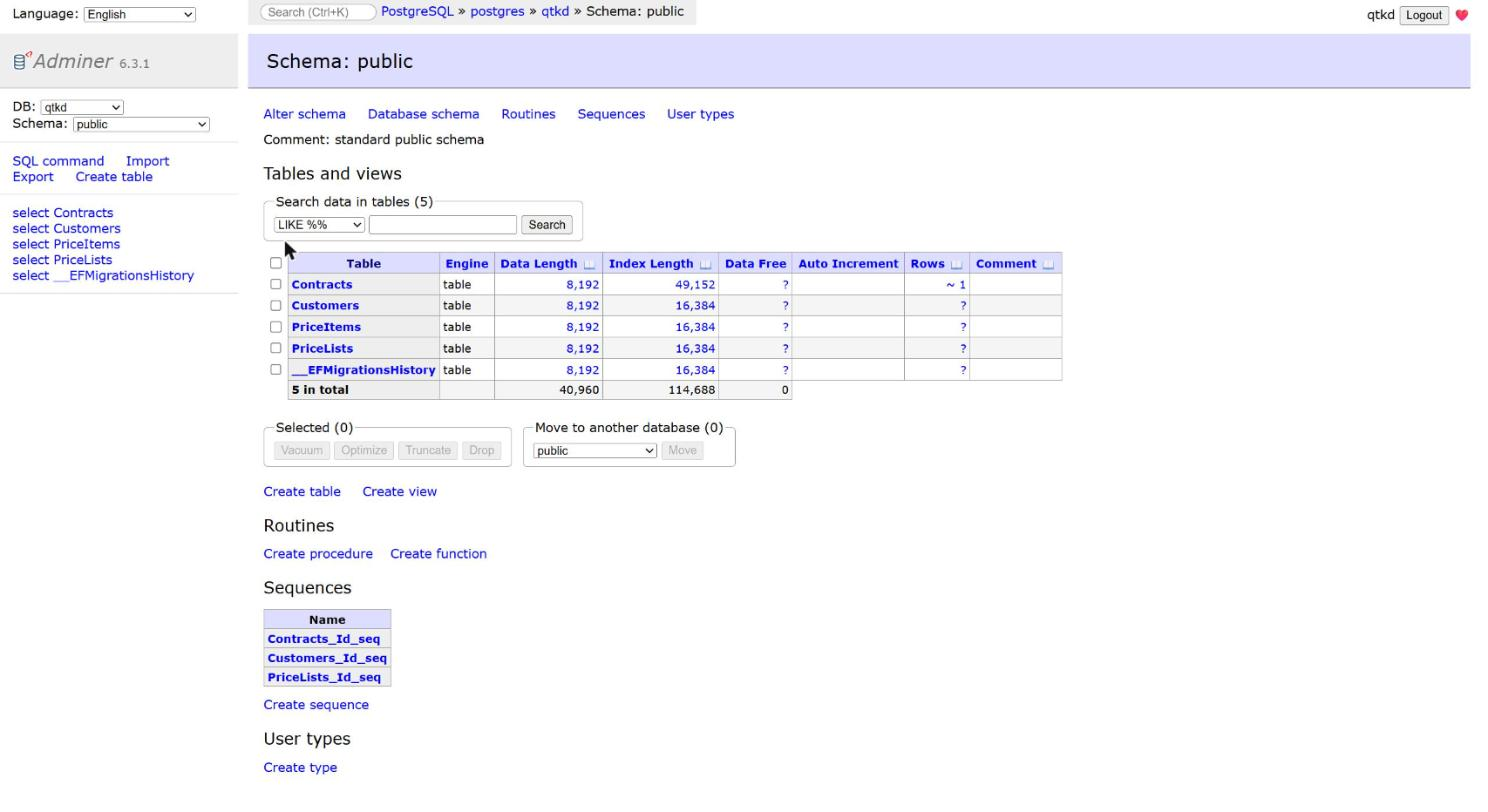 Language: English
Search (Ctrl+K) PostgreSQL » postgres » qtkd » Schema: public
qtkd Logout
Adminer 6.3.1
Schema: public
DB: qtkd
Schema: public
SQL command Import
Export Create table
select Contracts
select Customers
select PriceItems
select PriceLists
select __EFMigrationsHistory
Alter schema Database schema Routines Sequences User types
Comment: standard public schema
Tables and views
Search data in tables (5)
LIKE %% Search
Table Engine Data Length Index Length Data Free Auto Increment Rows Comment
Contracts table 8,192 49,152 ? ~ 1
Customers table 8,192 16,384 ? ?
PriceItems table 8,192 16,384 ? ?
PriceLists table 8,192 16,384 ? ?
__EFMigrationsHistory table 8,192 16,384 ? ?
5 in total 40,960 114,688 0
Selected (0)
Vacuum Optimize Truncate Drop
Move to another database (0)
public Move
Create table Create view
Routines
Create procedure Create function
Sequences
Name
Contracts_Id_seq
Customers_Id_seq
PriceLists_Id_seq
Create sequence
User types
Create type